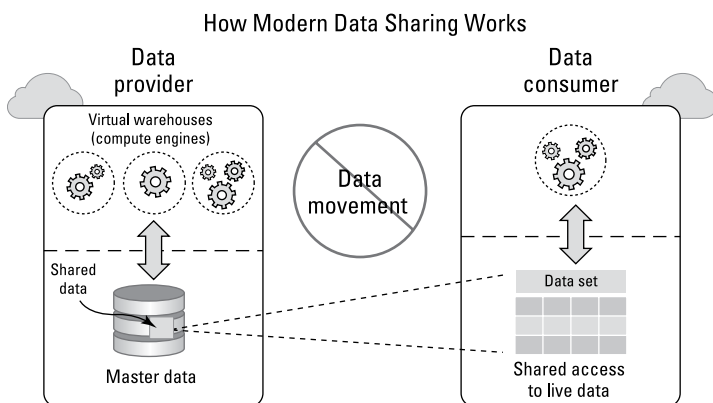 How Modern Data Sharing Works
Data
provider
Virtual warehouses
(compute engines)
Shared
data
Master data
Data
movement
Data
consumer
Data set
Shared access
to live data